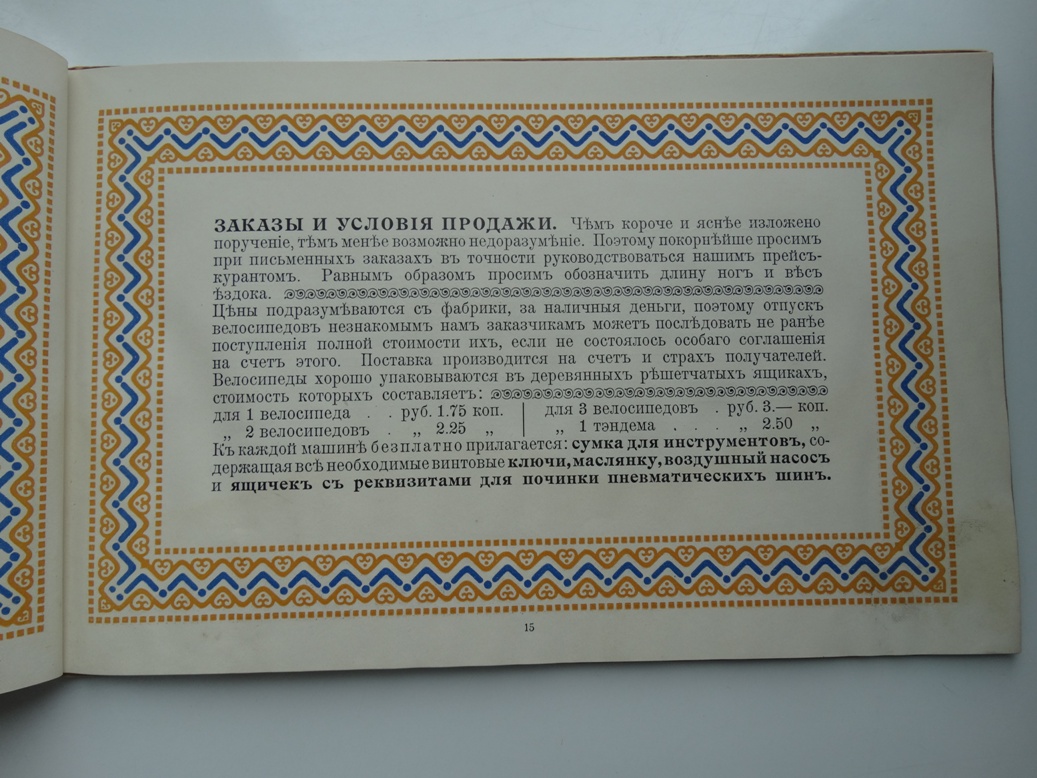 ЗАКАЗЫ И УСЛОВІЯ ПРОДАЖИ. Чѣмъ короче и яснѣе изложено
порученіе, тѣмъ менѣе возможно недоразумѣніе. Поэтому покорнѣйше просимъ
при письменныхъ заказахъ въ точности руководствоваться нашимъ прейсъ-
курантомъ. Равнымъ образомъ просимъ обозначить длину ногъ и вѣсъ
ѣздока.
Цѣны подразумѣваются съ фабрики, за наличныя деньги, поэтому отпускъ
велосипедовъ незнакомымъ намъ заказчикамъ можетъ послѣдовать не ранѣе
поступленія полной стоимости ихъ, если не состоялось особаго соглашенія
на счетъ этого. Поставка производится на счетъ и страхъ получателей.
Велосипеды хорошо упаковываются въ деревянныхъ рѣшетчатыхъ ящикахъ,
стоимость которыхъ составляетъ:
для 1 велосипеда . . руб. 1.75 коп. | для 3 велосипедовъ . руб. 3.— коп.
„ 2 велосипедовъ . „ 2.25 „ | „ 1 тэндема . . . „ 2.50 „
Къ каждой машинѣ безплатно прилагается: сумка для инструментовъ, со-
держащая всѣ необходимые винтовые ключи, маслянку, воздушный насосъ
и ящичекъ съ реквизитами для починки пневматическихъ шинъ.
15